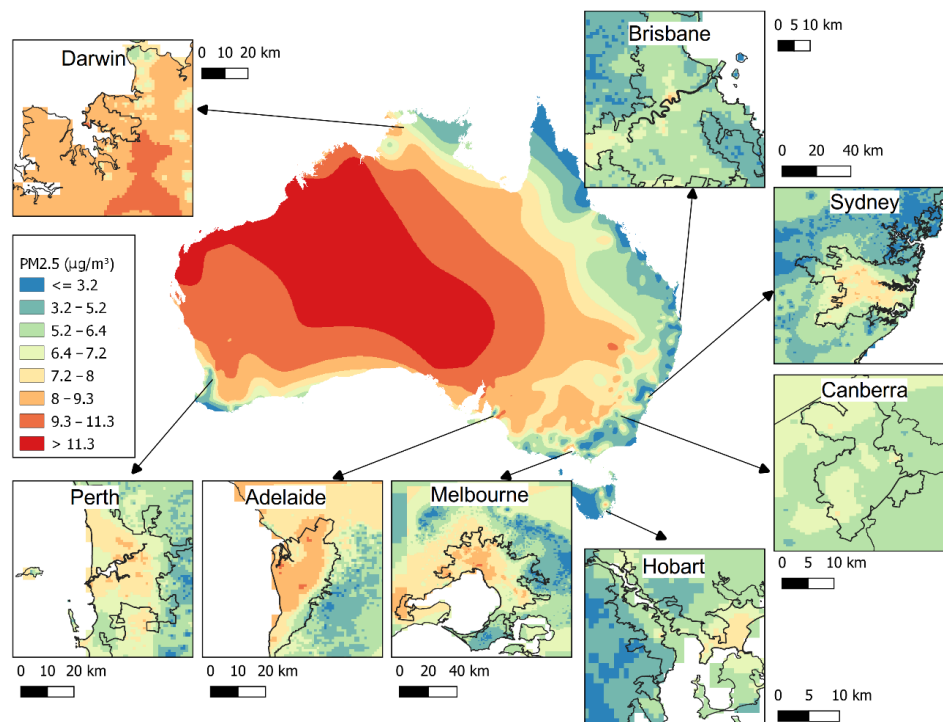 Darwin
0 10 20 km
Brisbane
0 5 10 km
0 20 40 km
Sydney
PM2.5 (µg/m³)
<= 3.2
3.2–5.2
5.2–6.4
6.4–7.2
7.2–8
8–9.3
9.3–11.3
> 11.3
Canberra
0 5 10 km
Perth
0 10 20 km
Adelaide
0 10 20 km
Melbourne
0 20 40 km
Hobart
0 5 10 km